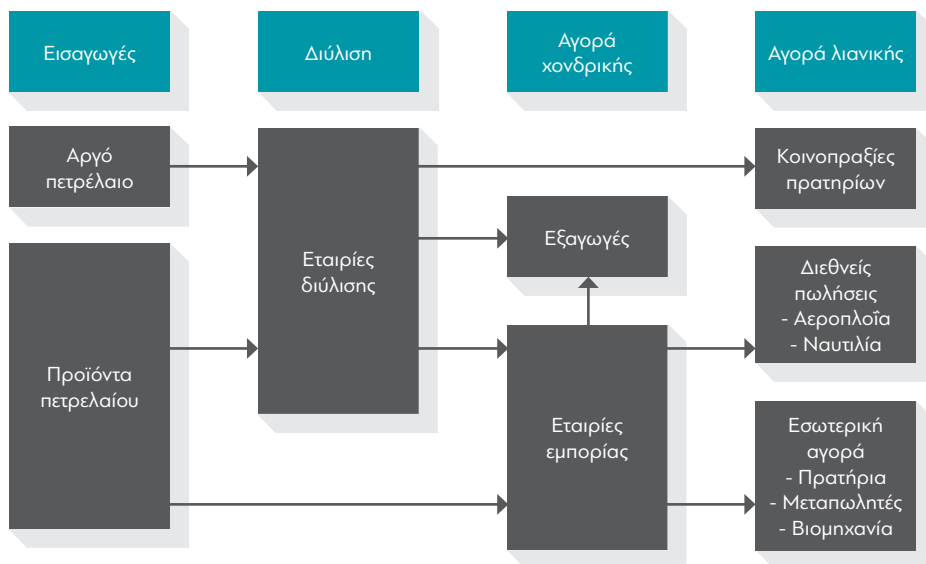 Εισαγωγές
Διύλιση
Αγορά
χονδρικής
Αγορά λιανικής
Αργό
πετρέλαιο
Προϊόντα
πετρελαίου
Εταιρίες
διύλισης
Εξαγωγές
Εταιρίες
εμπορίας
Κοινοπραξίες
πρατηρίων
Διεθνείς
πωλήσεις
- Αεροπλοΐα
- Ναυτιλία
Εσωτερική
αγορά
- Πρατήρια
- Μεταπωλητές
- Βιομηχανία